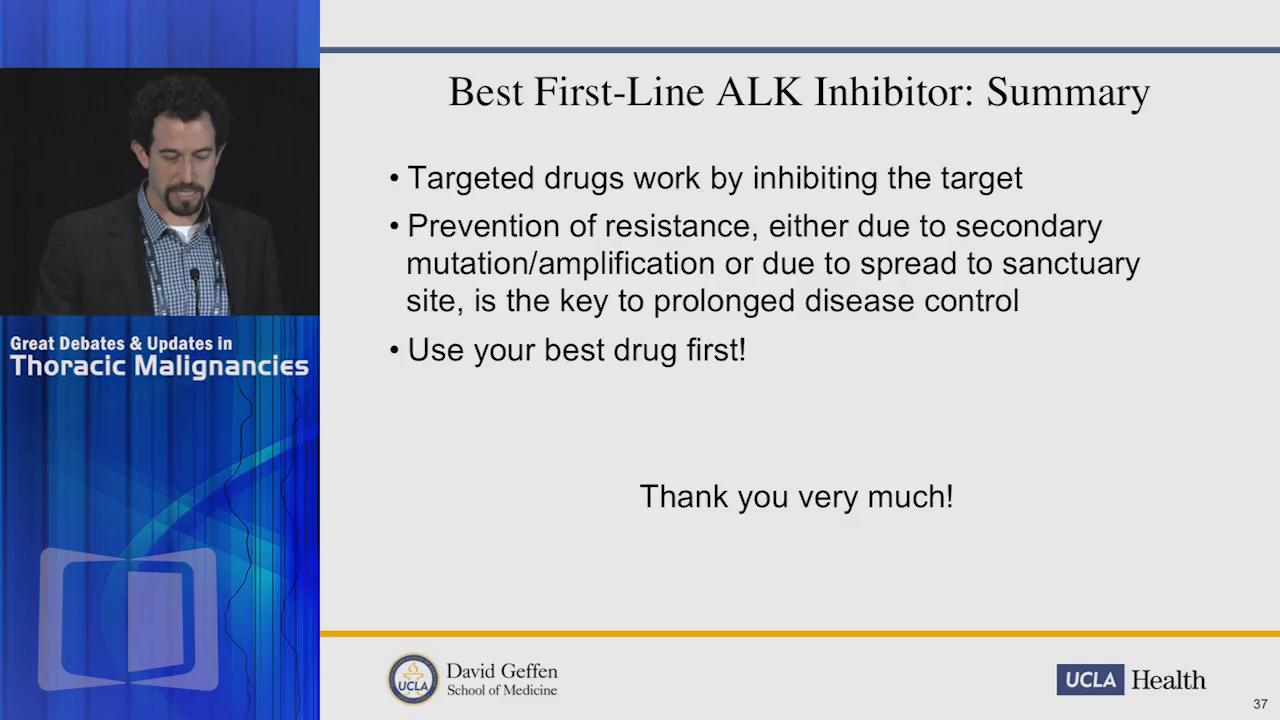 Best First-Line ALK Inhibitor: Summary
• Targeted drugs work by inhibiting the target
• Prevention of resistance, either due to secondary
mutation/amplification or due to spread to sanctuary
site, is the key to prolonged disease control
• Use your best drug first!
Thank you very much!
Great Debates & Updates in
Thoracic Malignancies
UCLA
David Geffen
School of Medicine
UCLA Health
37